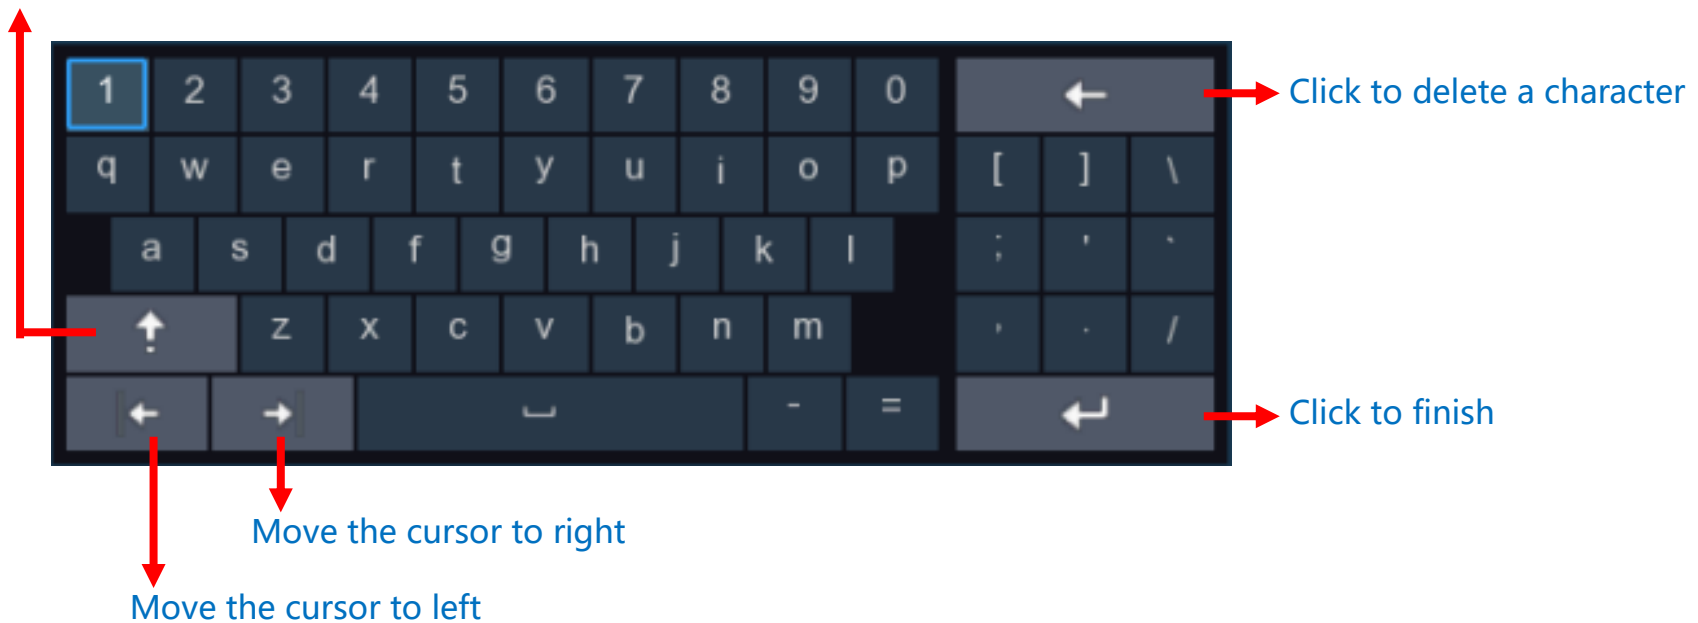 1 2 3 4 5 6 7 8 9 0
Click to delete a character
q w e r t y u i o p [ ] \
a s d f g h j k l ; ' `
z x c v b n m , . /
- =
Click to finish
Move the cursor to right
Move the cursor to left